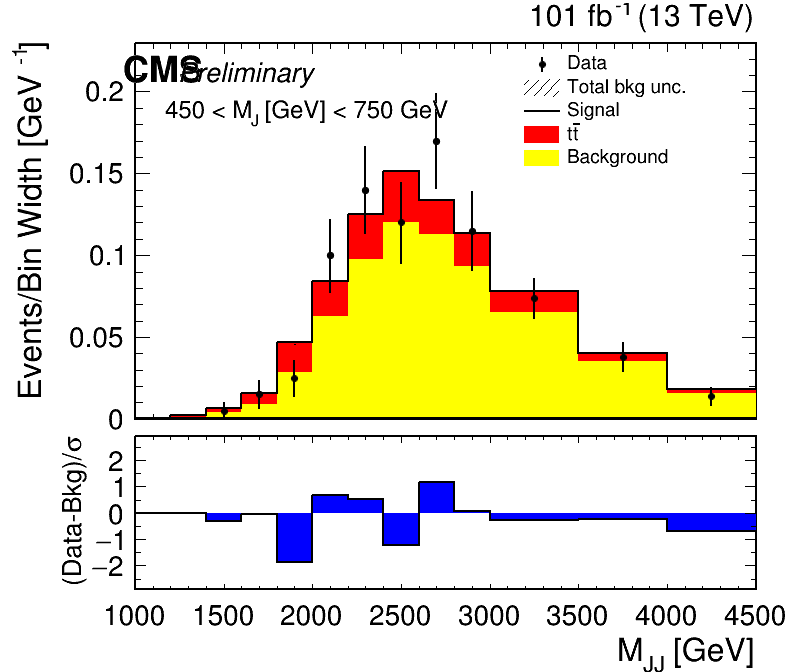 101 fb⁻¹ (13 TeV)
CMS Preliminary
450 < M_J [GeV] < 750 GeV
Data
Total bkg unc.
Signal
tt̄
Background
Events/Bin Width [GeV⁻¹]
0.2
0.15
0.1
0.05
0
(Data-Bkg)/σ
2
1
0
−1
−2
1000 1500 2000 2500 3000 3500 4000 4500
M_JJ [GeV]